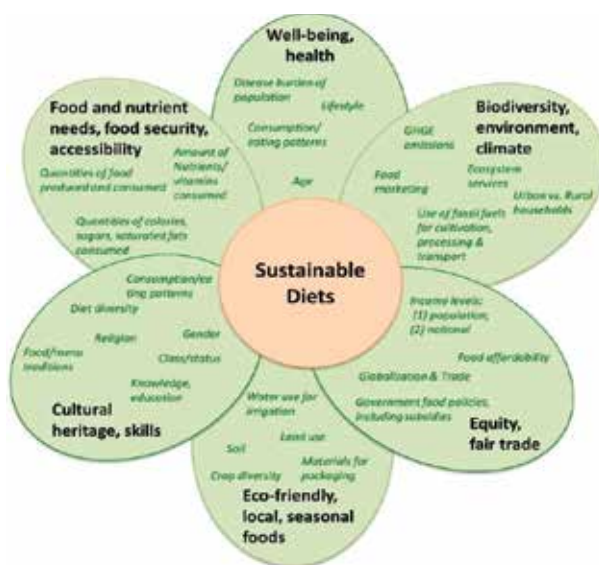 Well-being,
health
Disease burden of
population
Lifestyle
Consumption/
eating patterns
Age
Biodiversity,
environment,
climate
GHGE
emissions
Ecosystem
services
Food
marketing
Urban vs. Rural
households
Use of fossil fuels
for cultivation,
processing &
transport
Food and nutrient
needs, food security,
accessibility
Amount of
Nutrients/
vitamins
consumed
Quantities of food
produced and consumed
Quantities of calories,
sugars, saturated fats
consumed
Sustainable
Diets
Consumption/ea
ting patterns
Diet diversity
Religion
Gender
Food/menu
traditions
Class/status
Knowledge,
education
Cultural
heritage, skills
Income levels:
(1) population,
(2) national
Food affordability
Globalization & Trade
Government food policies,
including subsidies
Equity,
fair trade
Water use for
irrigation
Soil
Land use
Crop diversity
Materials for
packaging
Eco-friendly,
local, seasonal
foods